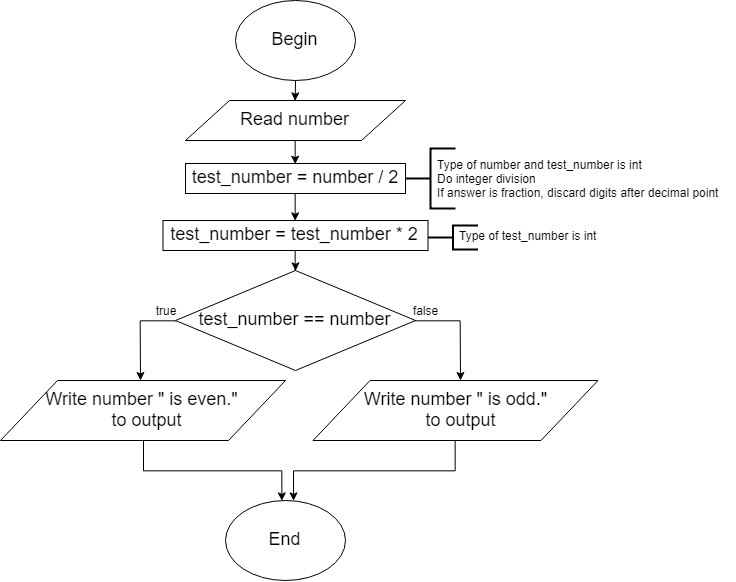 Begin
Read number
test_number = number / 2
Type of number and test_number is int
Do integer division
If answer is fraction, discard digits after decimal point
test_number = test_number * 2
Type of test_number is int
test_number == number
true
false
Write number " is even."
to output
Write number " is odd."
to output
End